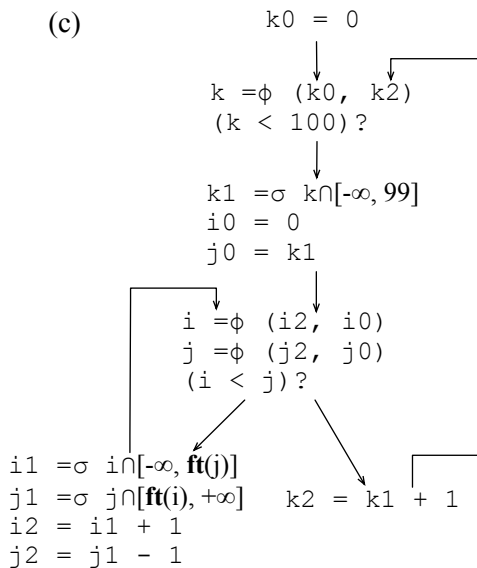 (c)
k0 = 0
k =ϕ (k0, k2)
(k < 100)?
k1 =σ k∩[-∞, 99]
i0 = 0
j0 = k1
i =ϕ (i2, i0)
j =ϕ (j2, j0)
(i < j)?
i1 =σ i∩[-∞, ft(j)]
j1 =σ j∩[ft(i), +∞]
i2 = i1 + 1
j2 = j1 - 1
k2 = k1 + 1